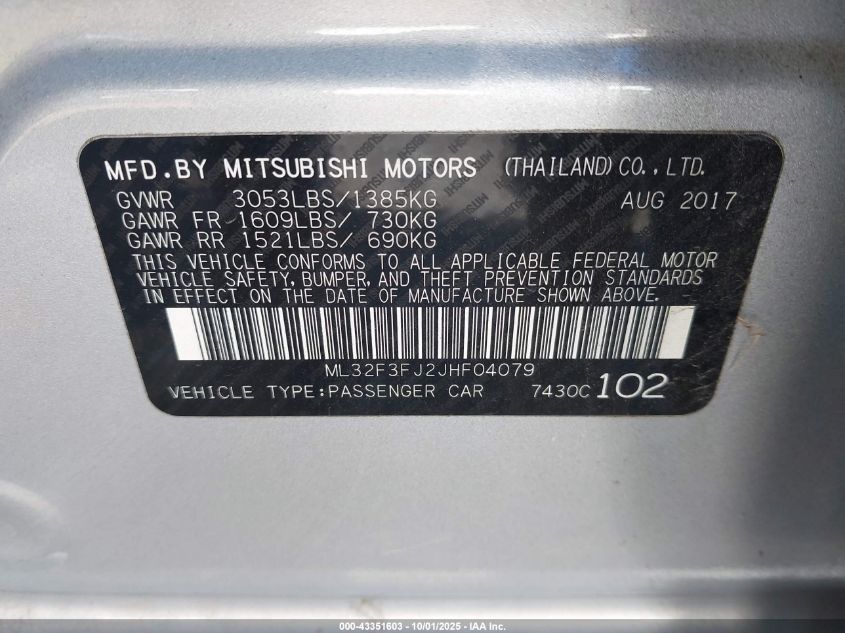 MFD.BY MITSUBISHI MOTORS (THAILAND)CO.,LTD.
GVWR 3053LBS/1385KG AUG 2017
GAWR FR 1609LBS/ 730KG
GAWR RR 1521LBS/ 690KG
THIS VEHICLE CONFORMS TO ALL APPLICABLE FEDERAL MOTOR
VEHICLE SAFETY, BUMPER, AND THEFT PREVENTION STANDARDS
IN EFFECT ON THE DATE OF MANUFACTURE SHOWN ABOVE.
ML32F3FJ2JHF04079
VEHICLE TYPE:PASSENGER CAR 7430C 102
000-43351603 - 10/01/2025 - IAA Inc.